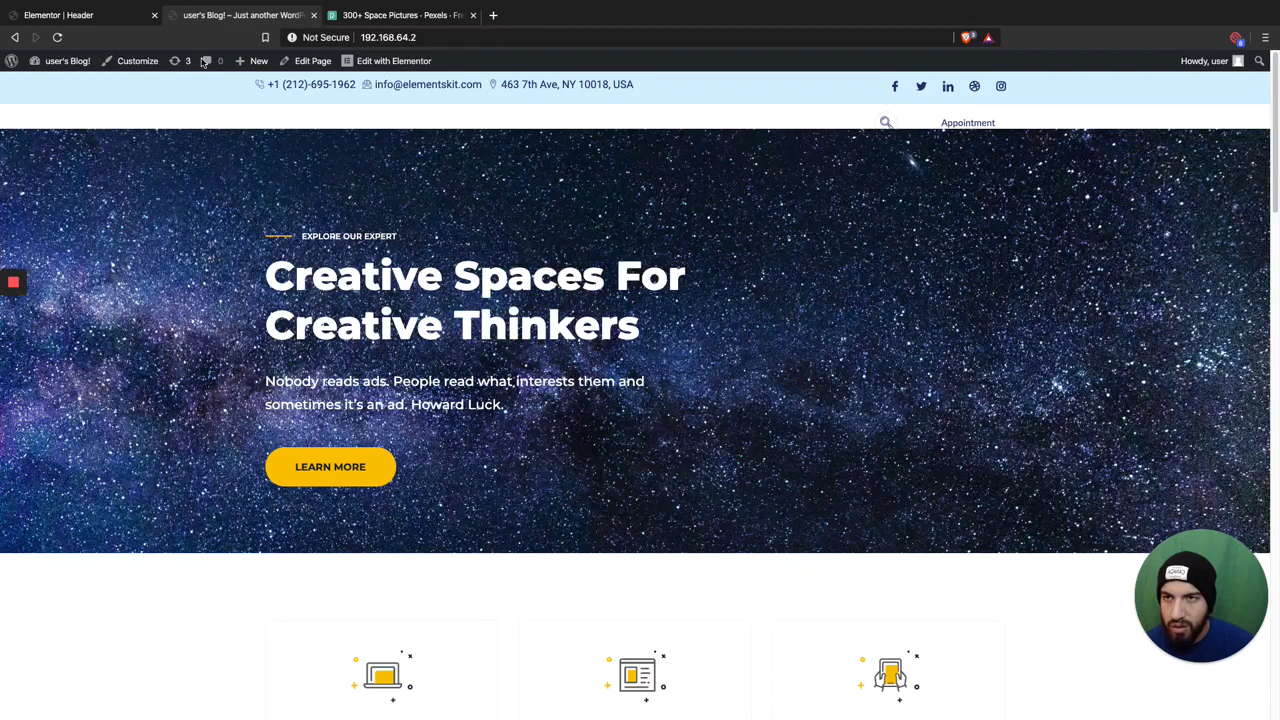 Elementor | Header
user's Blog! – Just another WordP
300+ Space Pictures · Pexels · Fre
Not Secure
192.168.64.2
3
8
user's Blog!
Customize
3
0
New
Edit Page
Edit with Elementor
Howdy, user
+1 (212)-695-1962
info@elementskit.com
463 7th Ave, NY 10018, USA
Appointment
EXPLORE OUR EXPERT
Creative Spaces For
Creative Thinkers
Nobody reads ads. People read what interests them and
sometimes it's an ad. Howard Luck.
LEARN MORE